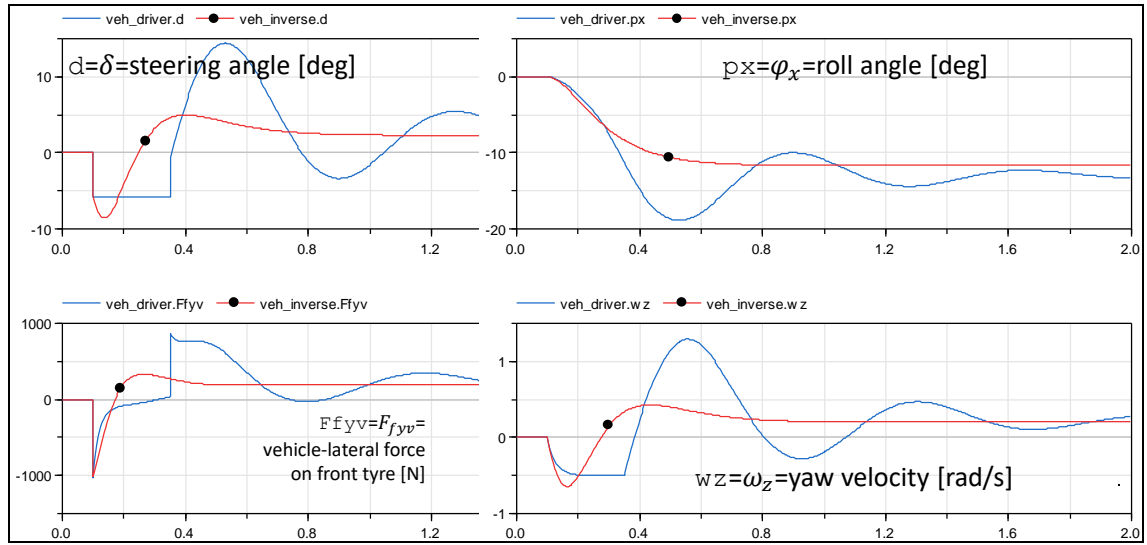 veh_driver.d veh_inverse.d
d=δ=steering angle [deg]
10
0
-10
0.0 0.4 0.8 1.2
veh_driver.px veh_inverse.px
px=φₓ=roll angle [deg]
0
-10
-20
0.0 0.4 0.8 1.2 1.6 2.0
veh_driver.Ffyv veh_inverse.Ffyv
1000
0
-1000
Ffyv=F_fyv=
vehicle-lateral force
on front tyre [N]
0.0 0.4 0.8 1.2
veh_driver.wz veh_inverse.wz
1
0
-1
wz=ω_z=yaw velocity [rad/s]
0.0 0.4 0.8 1.2 1.6 2.0